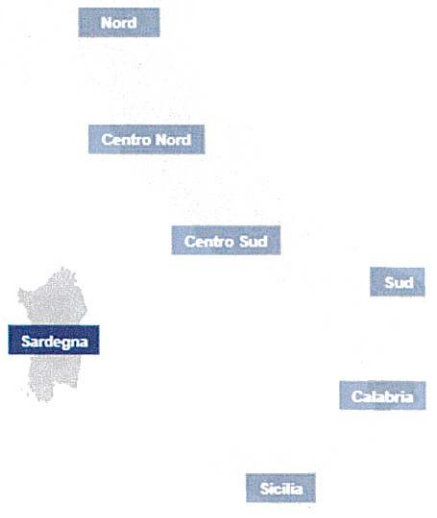 Nord
Centro Nord
Centro Sud
Sud
Sardegna
Calabria
Sicilia